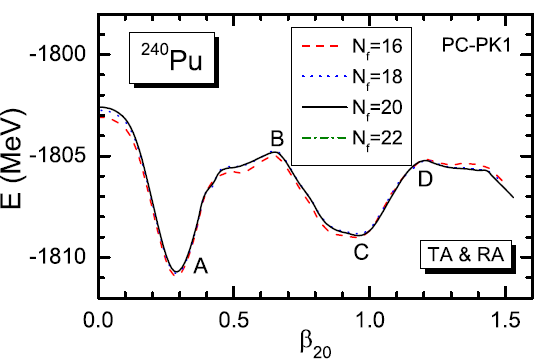 -1800
-1805
-1810
E (MeV)
²⁴⁰Pu
N_f=16
N_f=18
N_f=20
N_f=22
PC-PK1
A
B
C
D
TA & RA
0.0 0.5 1.0 1.5
β₂₀